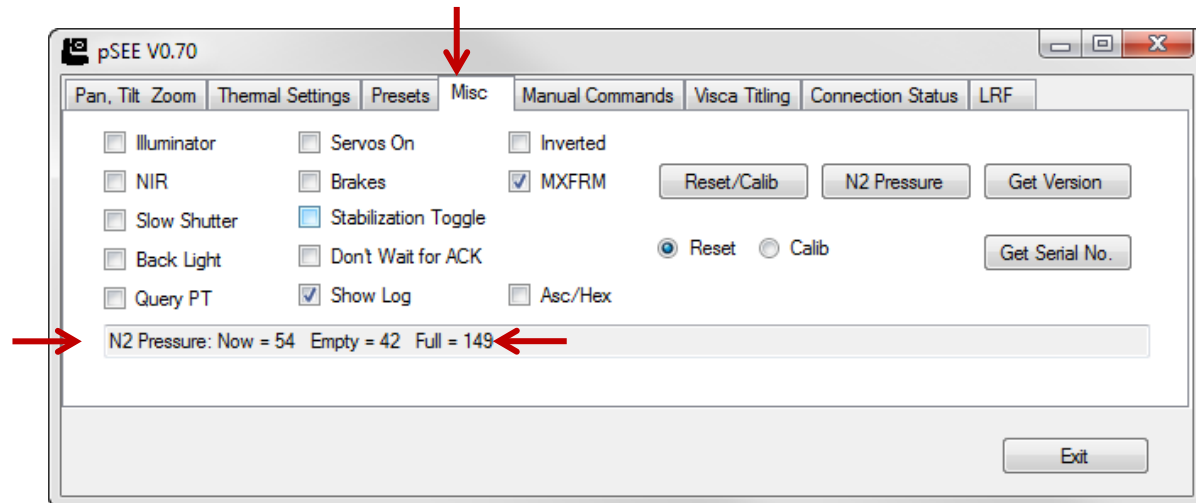 pSEE V0.70
Pan, Tilt Zoom Thermal Settings Presets Misc Manual Commands Visca Titling Connection Status LRF
Illuminator Servos On Inverted
NIR Brakes MXFRM Reset/Calib N2 Pressure Get Version
Slow Shutter Stabilization Toggle
Back Light Don't Wait for ACK Reset Calib Get Serial No.
Query PT Show Log Asc/Hex
N2 Pressure: Now = 54 Empty = 42 Full = 149
Exit